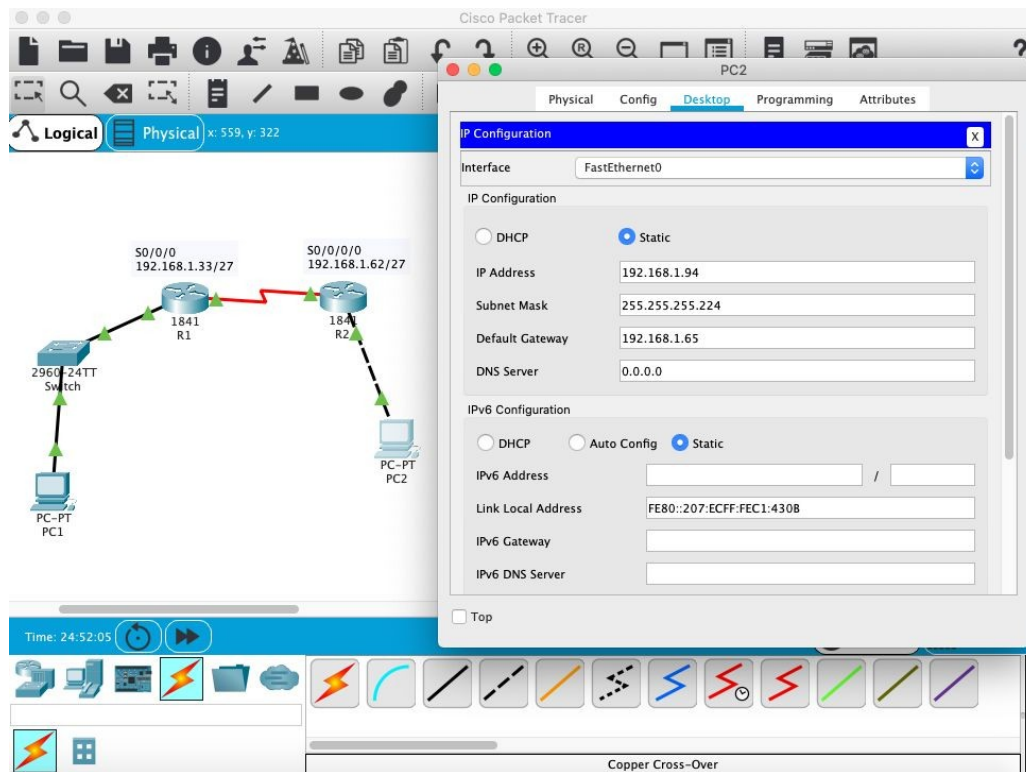 Cisco Packet Tracer
PC2
Physical Config Desktop Programming Attributes
Logical Physical x: 559, y: 322
IP Configuration X
Interface FastEthernet0
IP Configuration
DHCP Static
IP Address 192.168.1.94
Subnet Mask 255.255.255.224
Default Gateway 192.168.1.65
DNS Server 0.0.0.0
IPv6 Configuration
DHCP Auto Config Static
IPv6 Address /
Link Local Address FE80::207:ECFF:FEC1:430B
IPv6 Gateway
IPv6 DNS Server
Top
S0/0/0
192.168.1.33/27
S0/0/0/0
192.168.1.62/27
1841
R1
1841
R2
2960-24TT
Switch
PC-PT
PC2
PC-PT
PC1
Time: 24:52:05
Copper Cross-Over